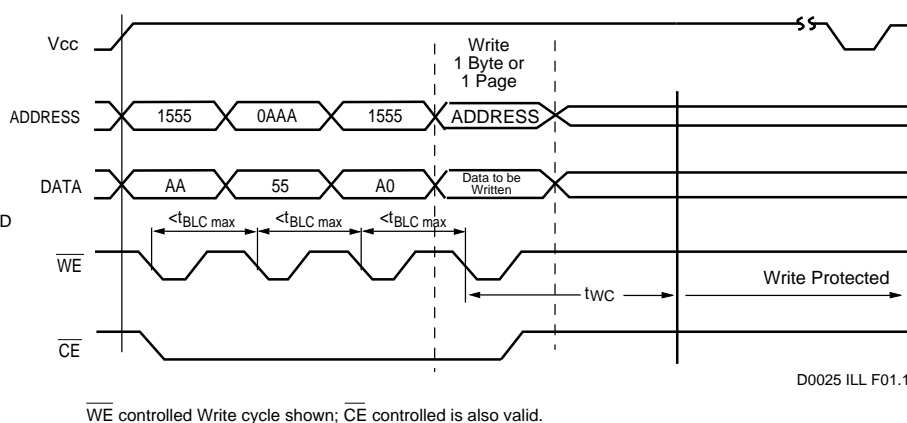 Vcc
Write
1 Byte or
1 Page
ADDRESS 1555 0AAA 1555 ADDRESS
DATA AA 55 A0 Data to be
Written
D
<tBLC max <tBLC max <tBLC max
WE
tWC
Write Protected
CE
D0025 ILL F01.1
WE controlled Write cycle shown; CE controlled is also valid.